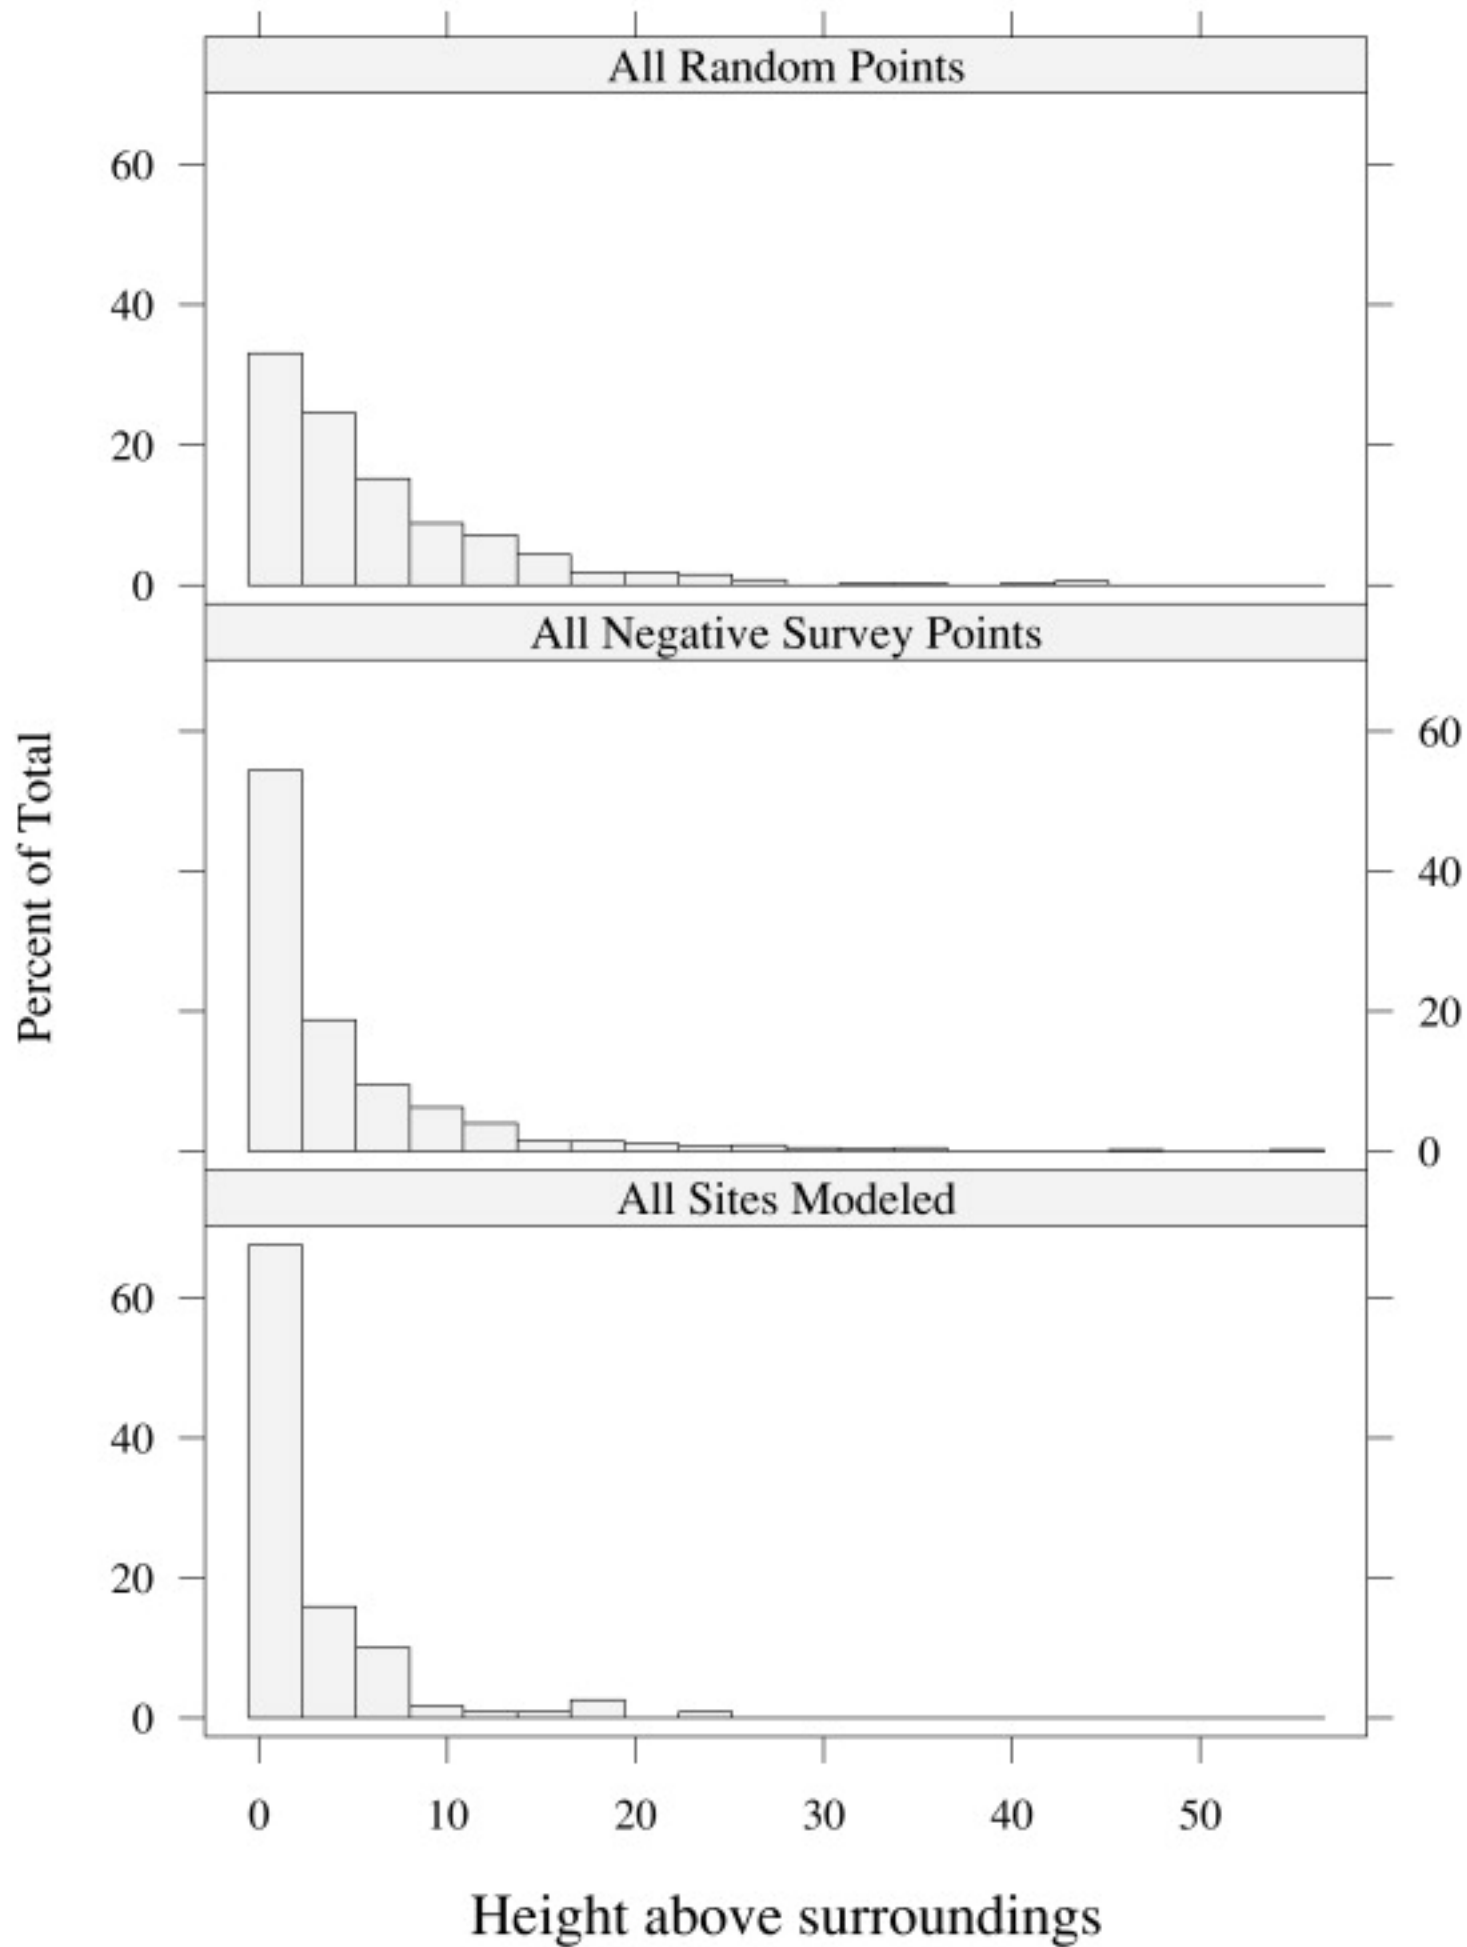 All Random Points
60
40
20
0
All Negative Survey Points
60
40
20
0
Percent of Total
All Sites Modeled
60
40
20
0
0 10 20 30 40 50
Height above surroundings